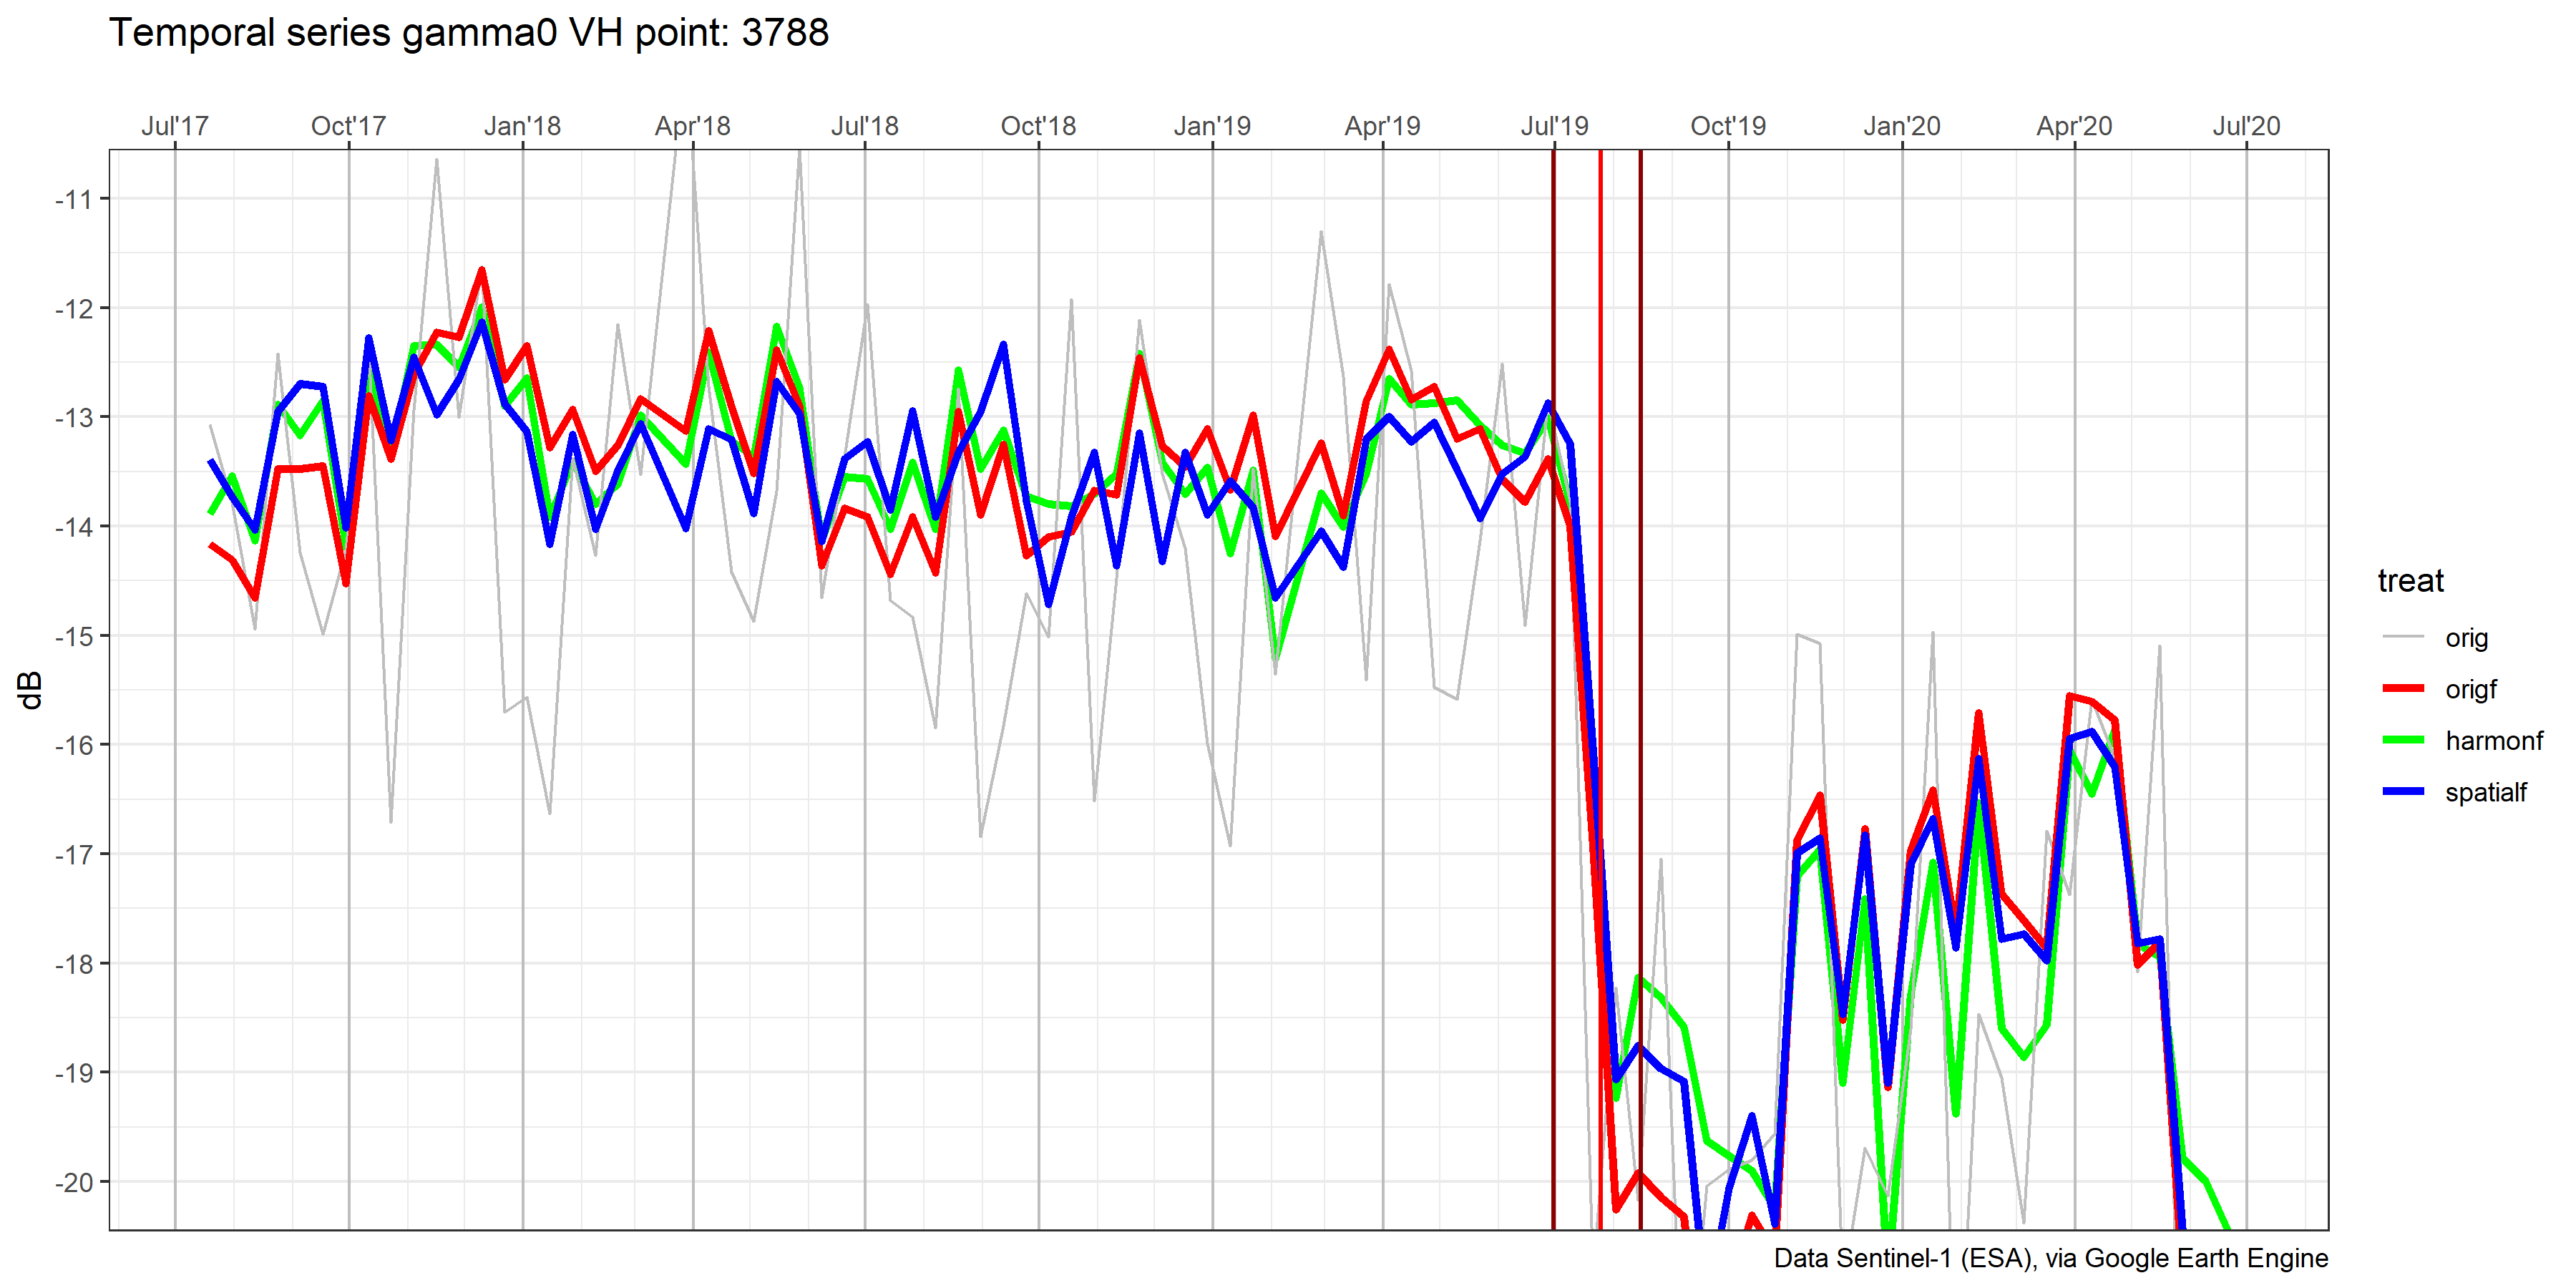 Temporal series gamma0 VH point: 3788
Jul'17 Oct'17 Jan'18 Apr'18 Jul'18 Oct'18 Jan'19 Apr'19 Jul'19 Oct'19 Jan'20 Apr'20 Jul'20
-11
-12
-13
-14
-15
-16
-17
-18
-19
-20
dB
treat
orig
origf
harmonf
spatialf
Data Sentinel-1 (ESA), via Google Earth Engine